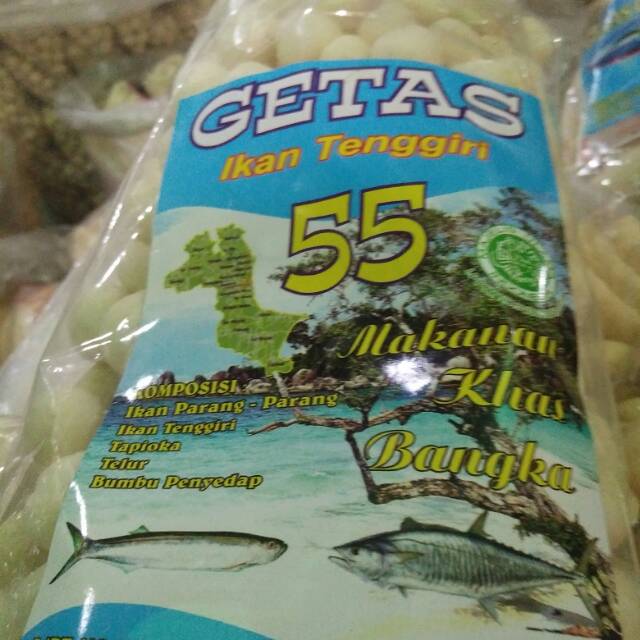 GETAS
Ikan Tenggiri
55
Makanan
Khas
Bangka
KOMPOSISI
Ikan Parang - Parang
Ikan Tenggiri
Tapioka
Telur
Bumbu Penyedap